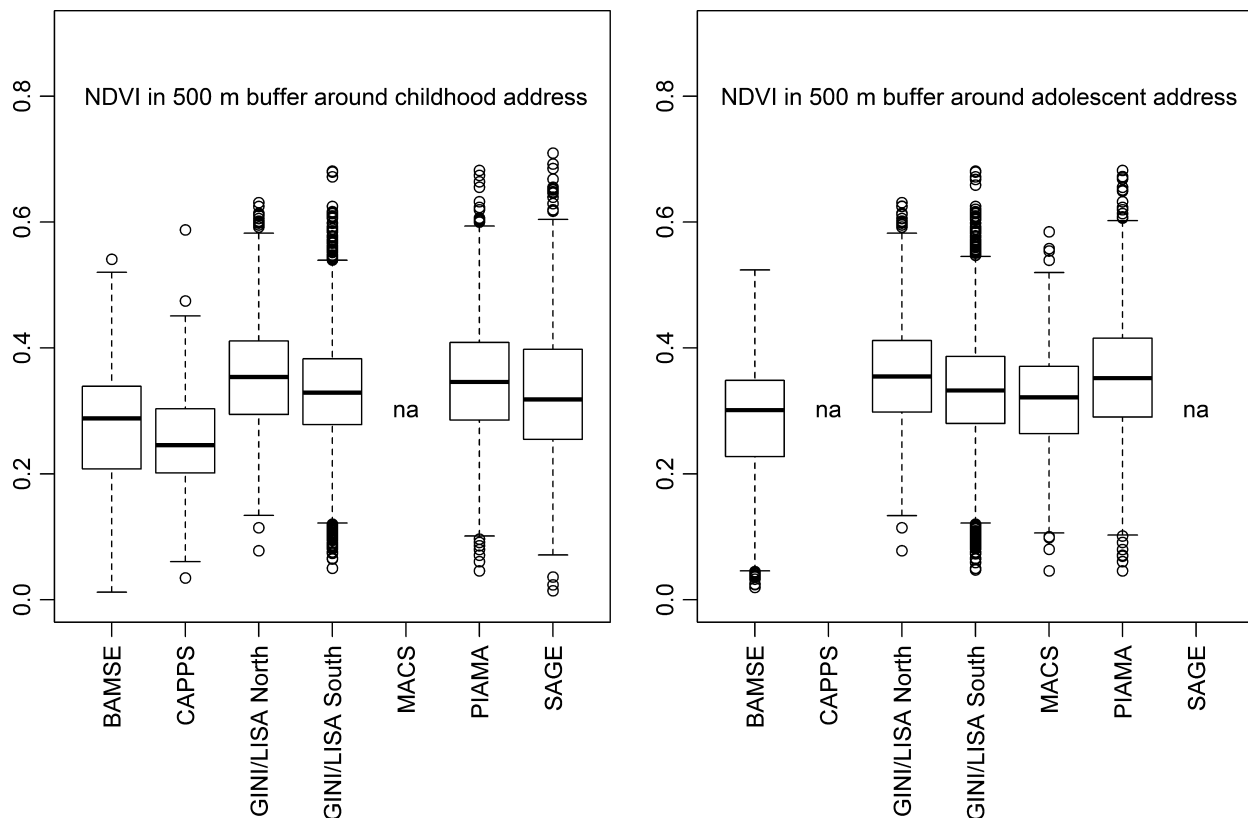 NDVI in 500 m buffer around childhood address
0.8
0.6
0.4
0.2
0.0
na
BAMSE
CAPPS
GINI/LISA North
GINI/LISA South
MACS
PIAMA
SAGE
NDVI in 500 m buffer around adolescent address
0.8
0.6
0.4
0.2
0.0
na
na
BAMSE
CAPPS
GINI/LISA North
GINI/LISA South
MACS
PIAMA
SAGE